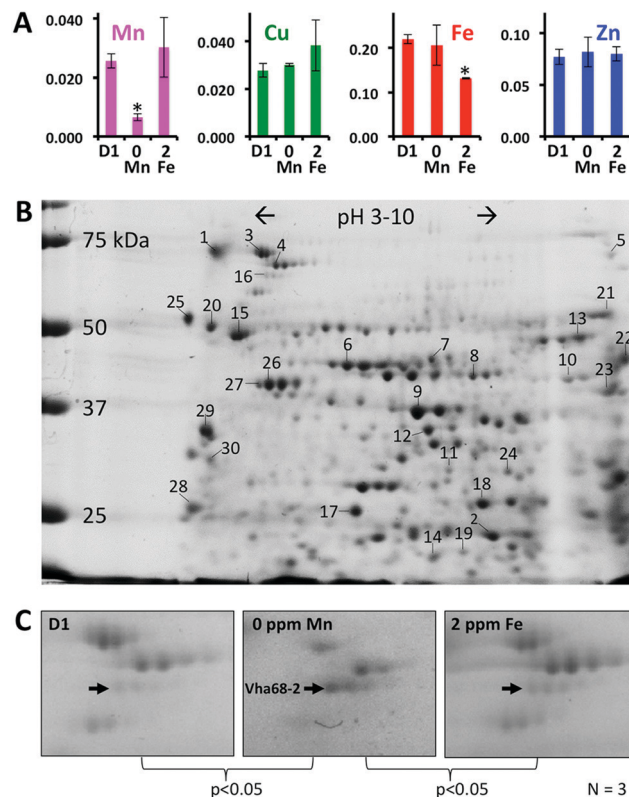 A
Mn
Cu
Fe
Zn
0.040
0.020
0.000
D1 0 2
Mn Fe
*
0.040
0.020
0.000
D1 0 2
Mn Fe
0.20
0.10
0.00
D1 0 2
Mn Fe
*
0.10
0.05
0.00
D1 0 2
Mn Fe
B
← pH 3-10 →
75 kDa
1 3 4 5
16
25 20 15 21
50 13
6 7 8 22
26 10
27 23
37
9
29 12
30 11 24
28 18
17 2
25
14 19
C
D1
0 ppm Mn
2 ppm Fe
Vha68-2
p<0.05
p<0.05
N = 3